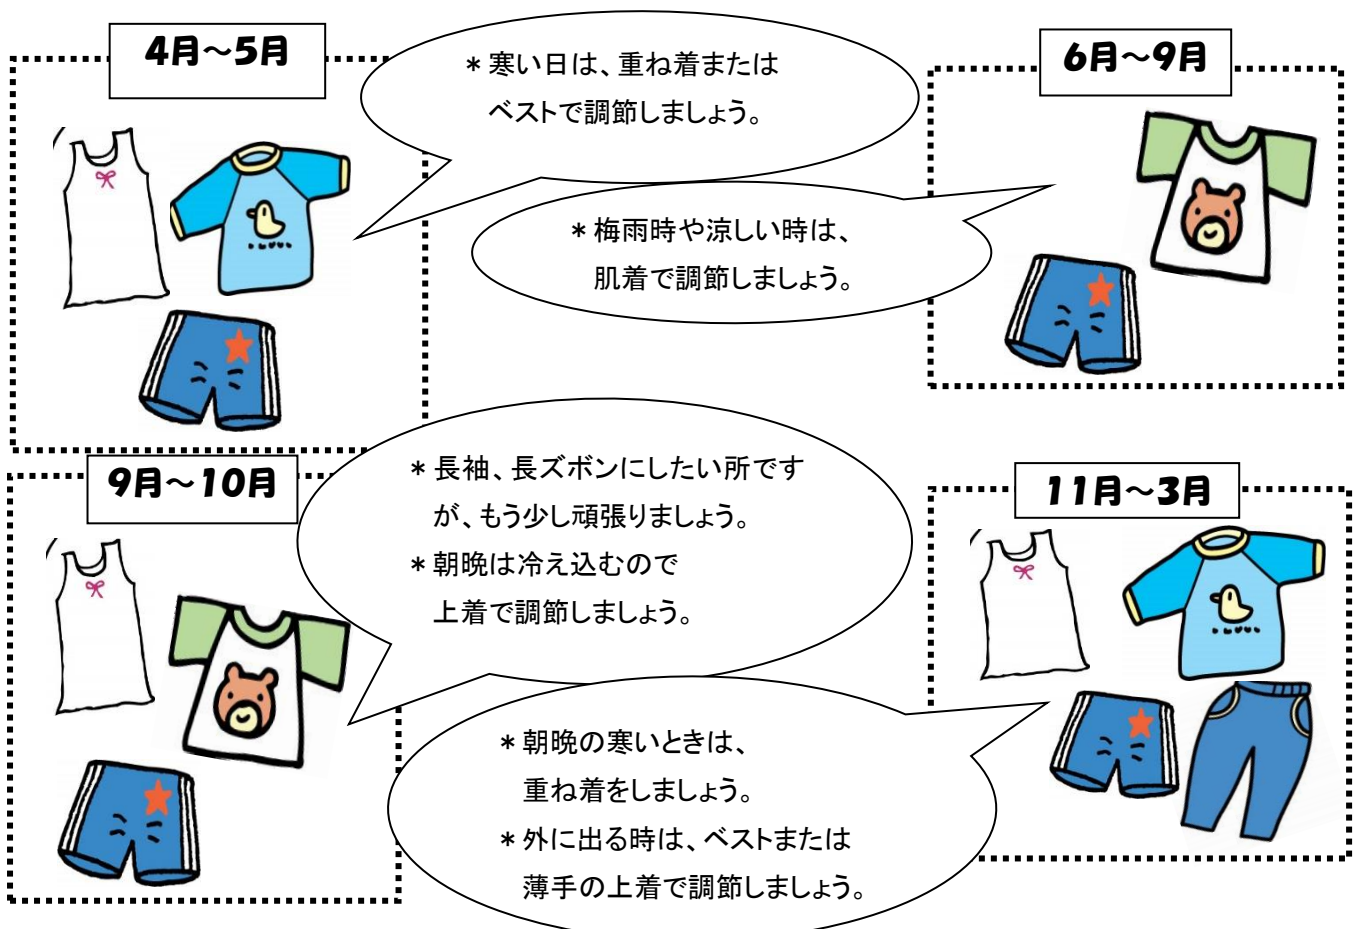 4月～5月
＊寒い日は、重ね着または
ベストで調節しましょう。
6月～9月
＊梅雨時や涼しい時は、
肌着で調節しましょう。
9月～10月
＊長袖、長ズボンにしたい所です
が、もう少し頑張りましょう。
＊朝晩は冷え込むので
上着で調節しましょう。
11月～3月
＊朝晩の寒いときは、
重ね着をしましょう。
＊外に出る時は、ベストまたは
薄手の上着で調節しましょう。